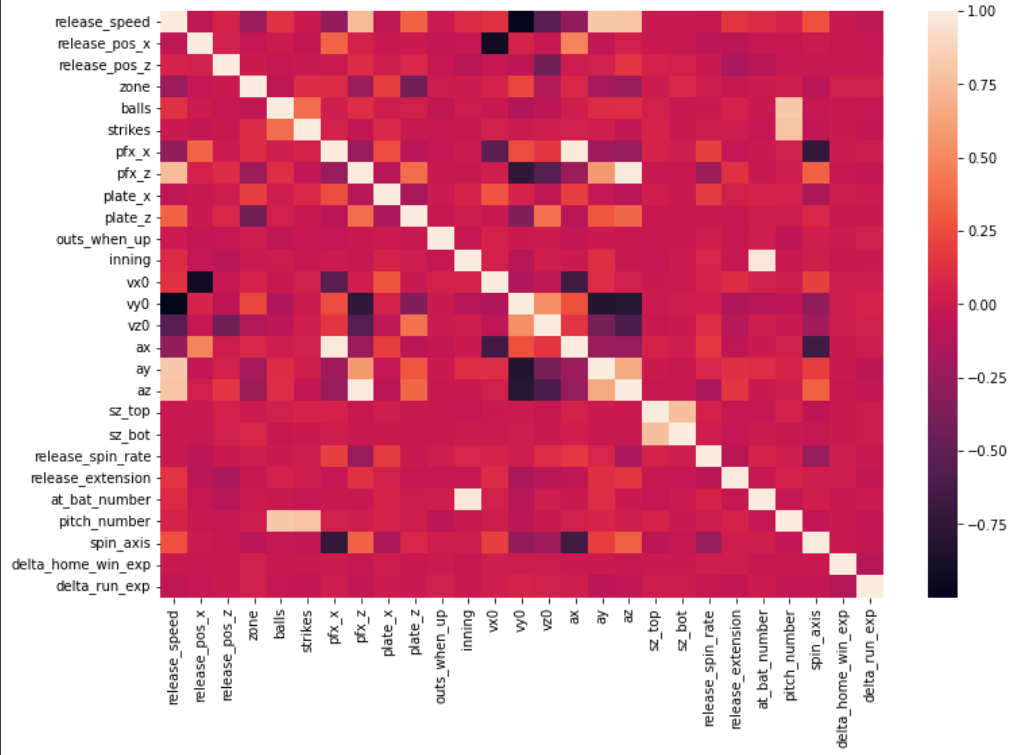 release_speed
release_pos_x
release_pos_z
zone
balls
strikes
pfx_x
pfx_z
plate_x
plate_z
outs_when_up
inning
vx0
vy0
vz0
ax
ay
az
sz_top
sz_bot
release_spin_rate
release_extension
at_bat_number
pitch_number
spin_axis
delta_home_win_exp
delta_run_exp
release_speed
release_pos_x
release_pos_z
zone
balls
strikes
pfx_x
pfx_z
plate_x
plate_z
outs_when_up
inning
vx0
vy0
vz0
ax
ay
az
sz_top
sz_bot
release_spin_rate
release_extension
at_bat_number
pitch_number
spin_axis
delta_home_win_exp
delta_run_exp
1.00
0.75
0.50
0.25
0.00
−0.25
−0.50
−0.75